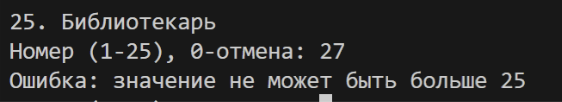 25. Библиотекарь
Номер (1-25), 0-отмена: 27
Ошибка: значение не может быть больше 25